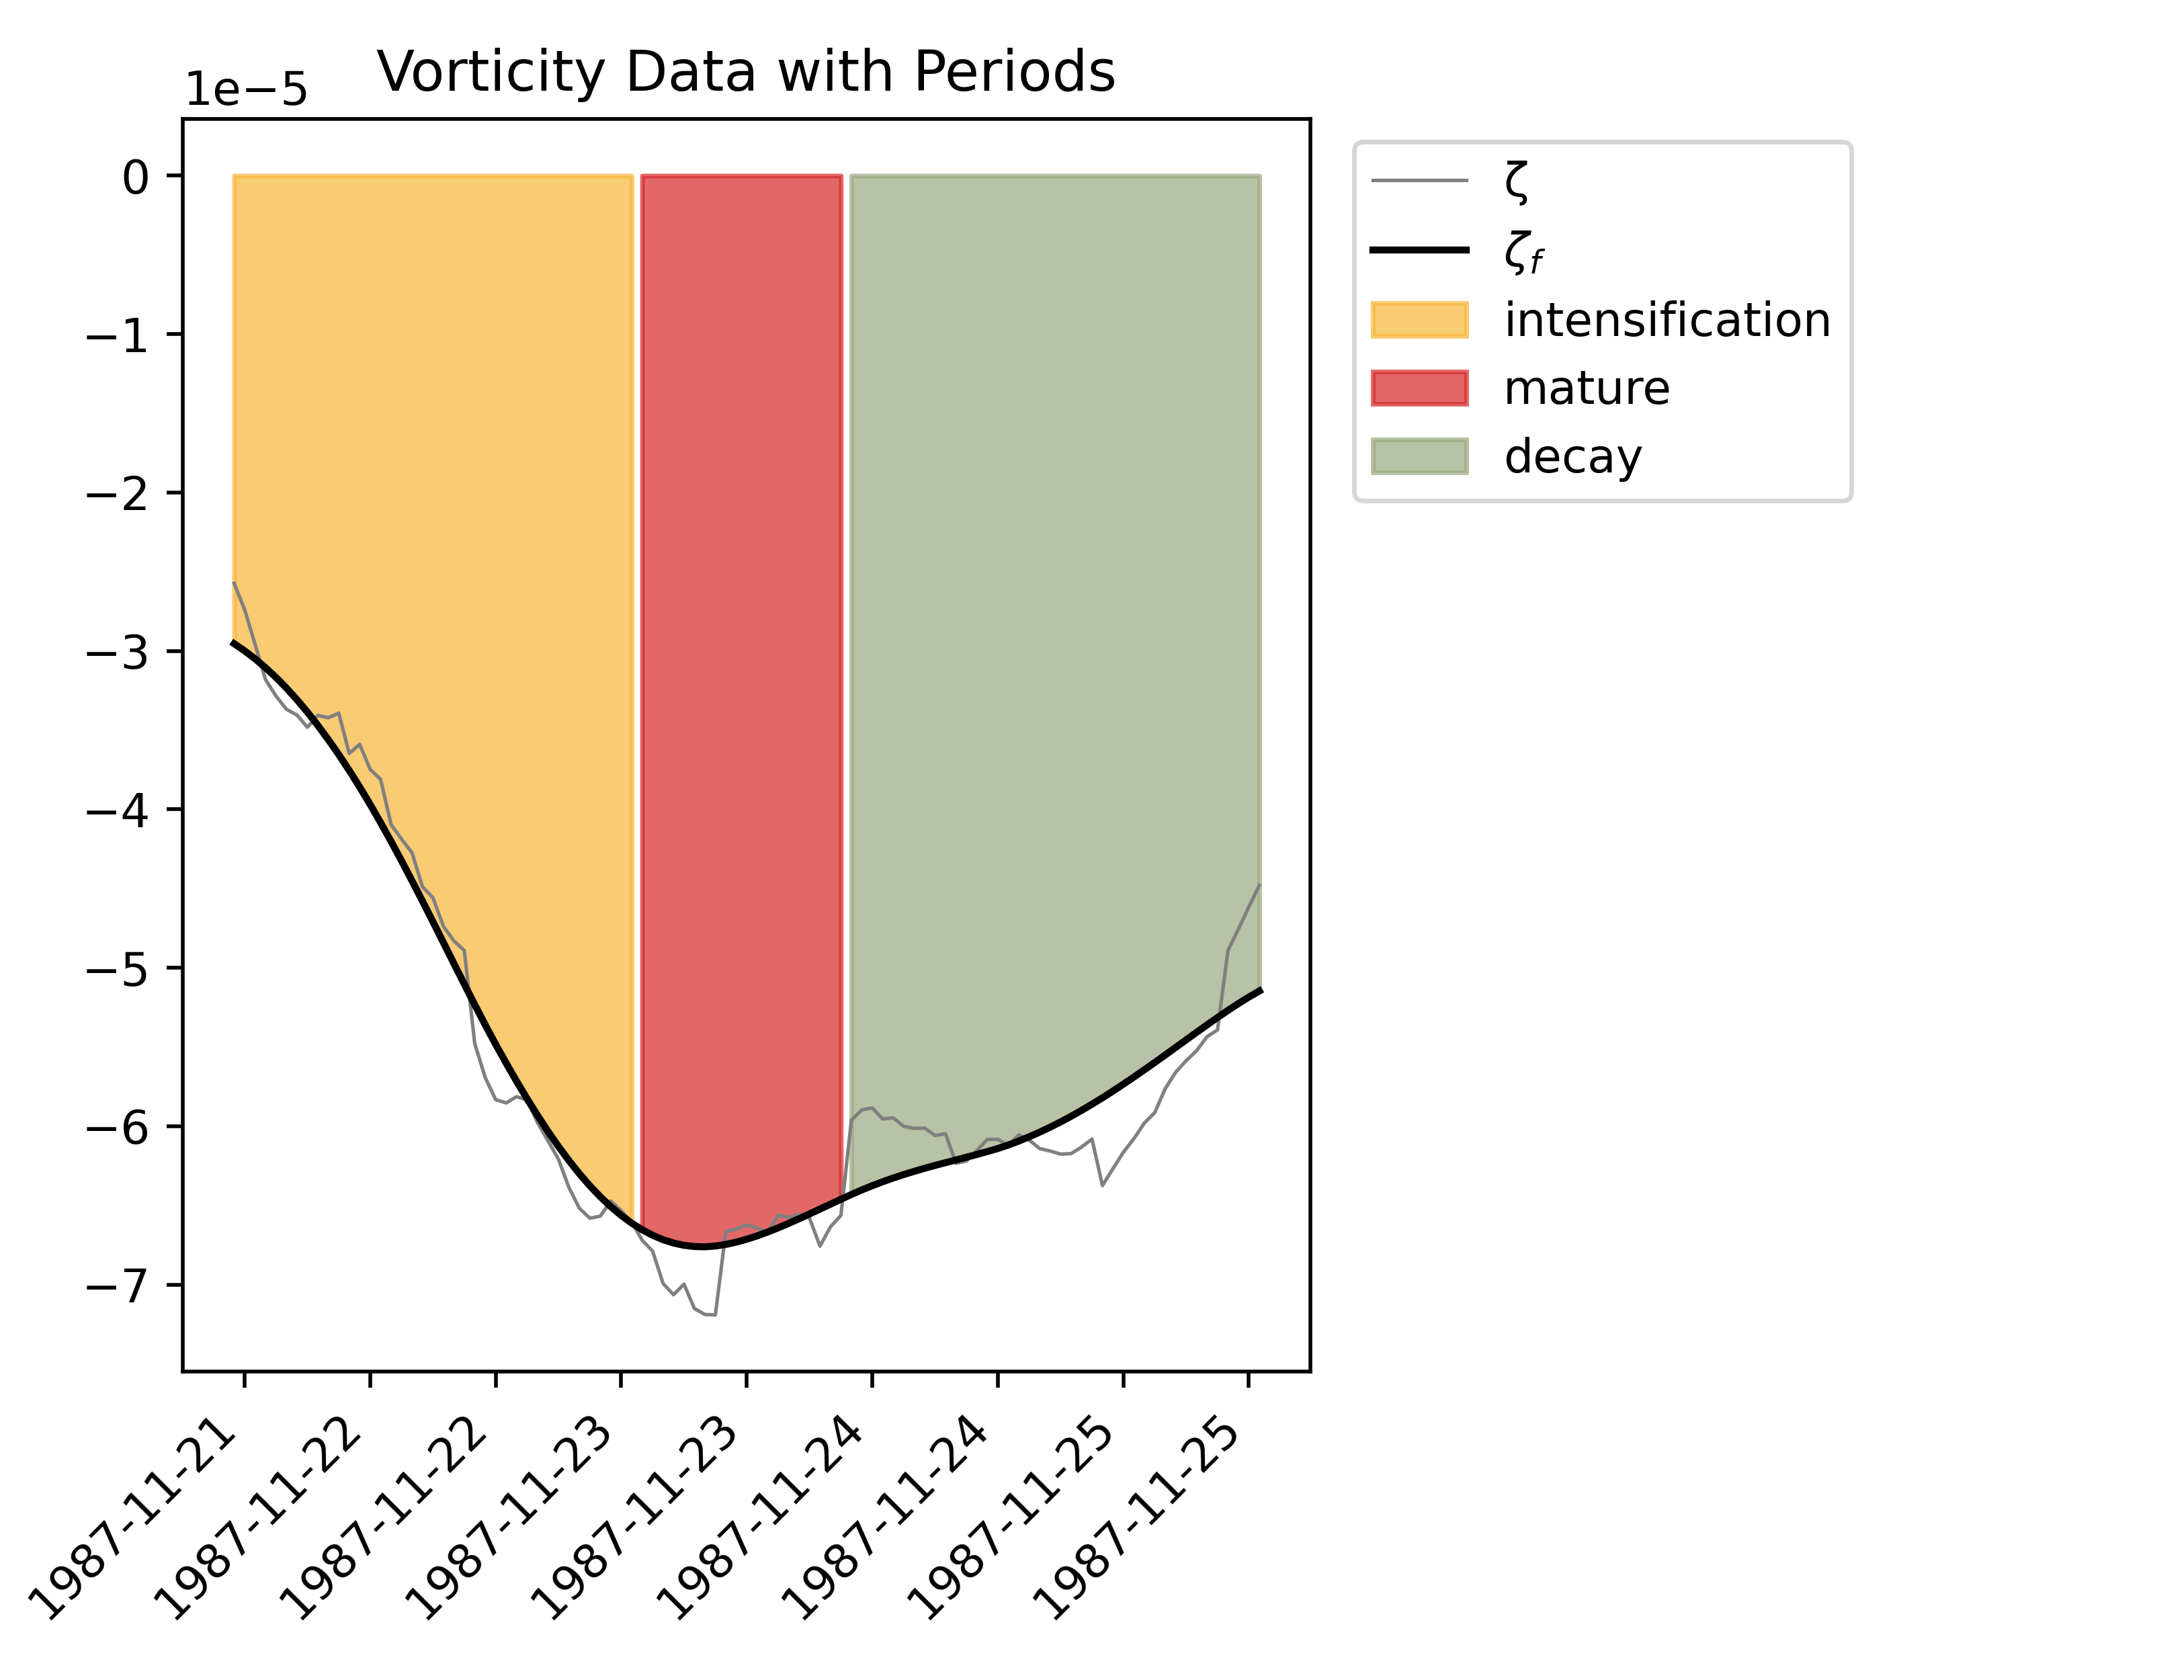 Vorticity Data with Periods
1e−5
0
−1
−2
−3
−4
−5
−6
−7
1987-11-21
1987-11-22
1987-11-22
1987-11-23
1987-11-23
1987-11-24
1987-11-24
1987-11-25
1987-11-25
ζ
ζf
intensification
mature
decay